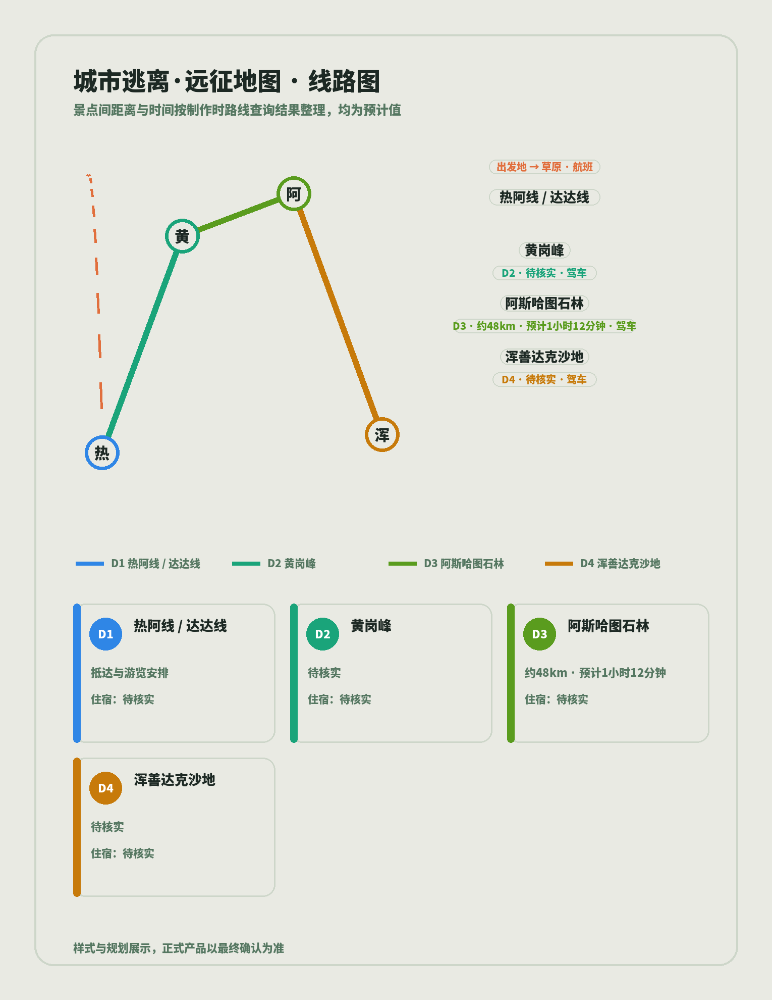 城市逃离·远征地图 · 线路图
景点间距离与时间按制作时路线查询结果整理，均为预计值
出发地 → 草原 · 航班
热阿线 / 达达线
黄岗峰
D2 · 待核实 · 驾车
阿斯哈图石林
D3 · 约48km · 预计1小时12分钟 · 驾车
浑善达克沙地
D4 · 待核实 · 驾车
阿
黄
浑
热
D1 热阿线 / 达达线
D2 黄岗峰
D3 阿斯哈图石林
D4 浑善达克沙地
D1
热阿线 / 达达线
抵达与游览安排
住宿：待核实
D2
黄岗峰
待核实
住宿：待核实
D3
阿斯哈图石林
约48km · 预计1小时12分钟
住宿：待核实
D4
浑善达克沙地
待核实
住宿：待核实
样式与规划展示，正式产品以最终确认为准